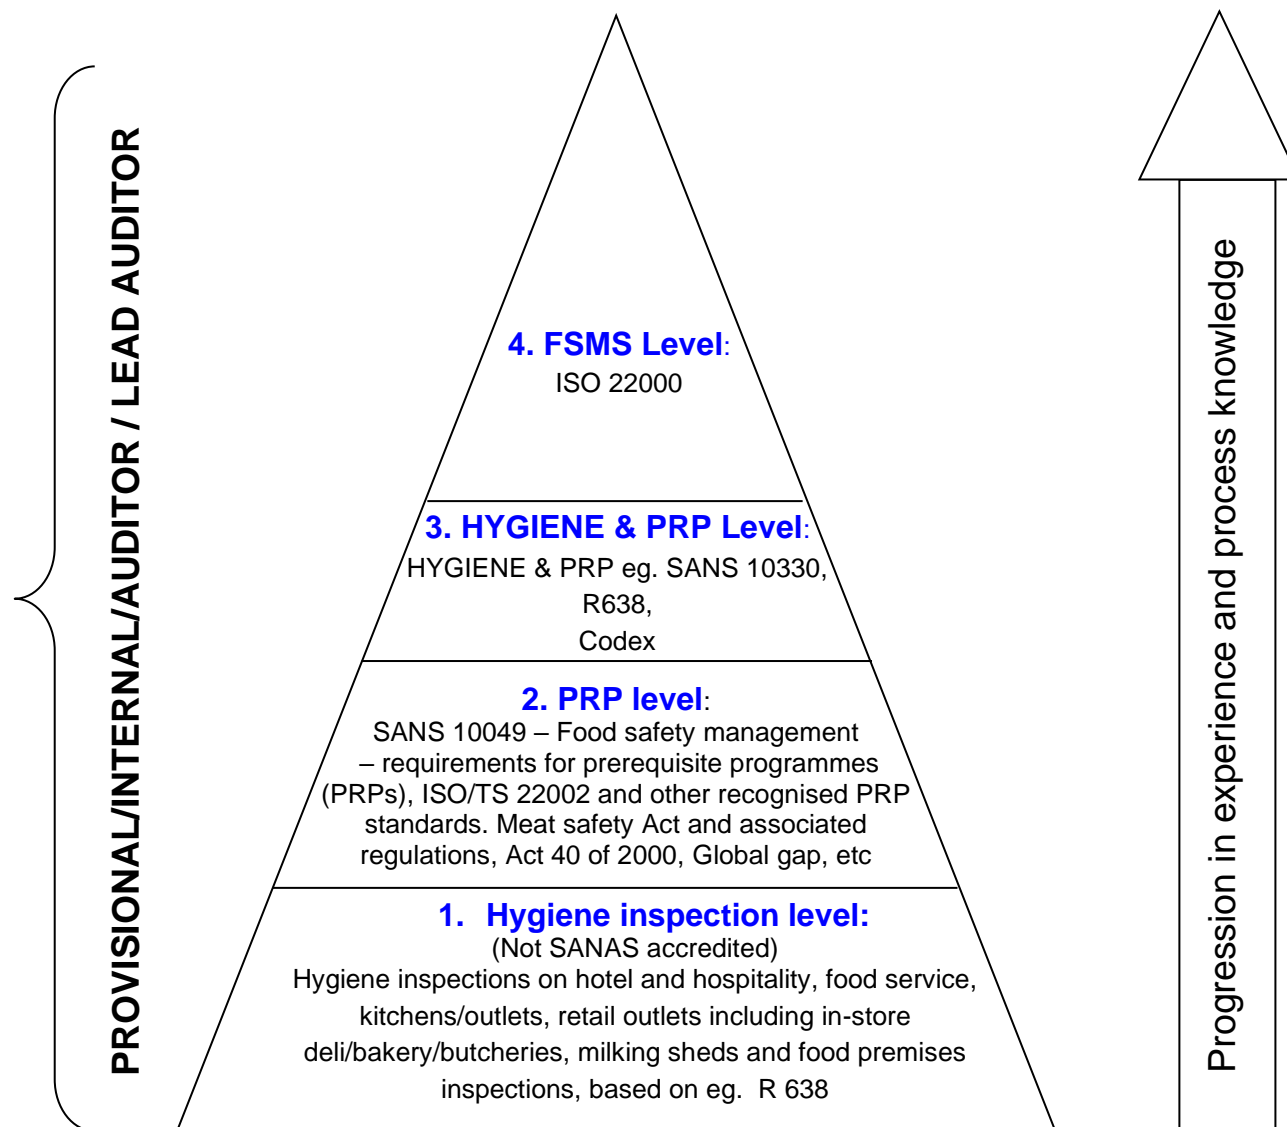 PROVISIONAL/INTERNAL/AUDITOR / LEAD AUDITOR
4. FSMS Level:
ISO 22000
3. HYGIENE & PRP Level:
HYGIENE & PRP eg. SANS 10330,
R638,
Codex
2. PRP level:
SANS 10049 – Food safety management
– requirements for prerequisite programmes
(PRPs), ISO/TS 22002 and other recognised PRP
standards. Meat safety Act and associated
regulations, Act 40 of 2000, Global gap, etc
1. Hygiene inspection level:
(Not SANAS accredited)
Hygiene inspections on hotel and hospitality, food service,
kitchens/outlets, retail outlets including in-store
deli/bakery/butcheries, milking sheds and food premises
inspections, based on eg. R 638
Progression in experience and process knowledge